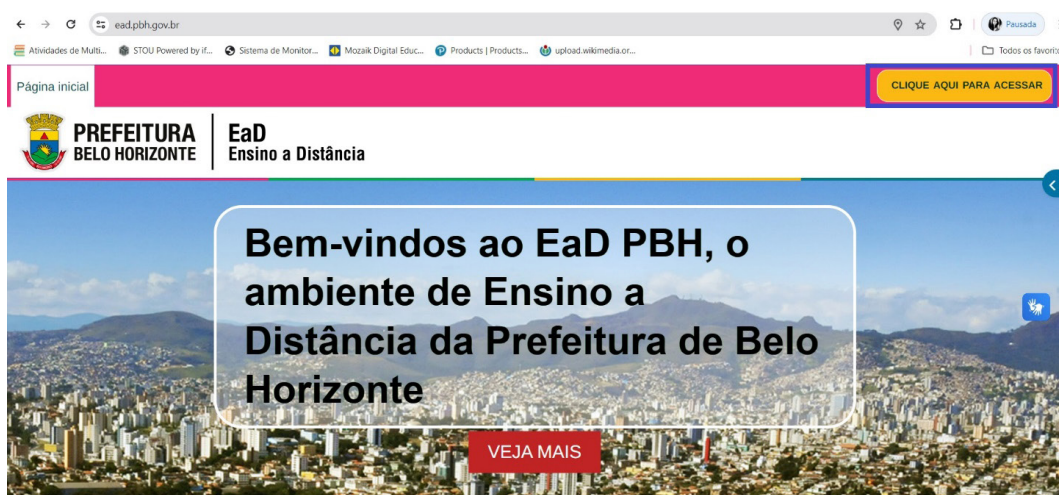 ead.pbh.gov.br
Pausada
Atividades de Multi... STOU Powered by if... Sistema de Monitor... Mozaik Digital Educ... Products | Products... upload.wikimedia.or...
Todos os favorito
Página inicial
CLIQUE AQUI PARA ACESSAR
PREFEITURA
BELO HORIZONTE
EaD
Ensino a Distância
Bem-vindos ao EaD PBH, o
ambiente de Ensino a
Distância da Prefeitura de Belo
Horizonte
VEJA MAIS